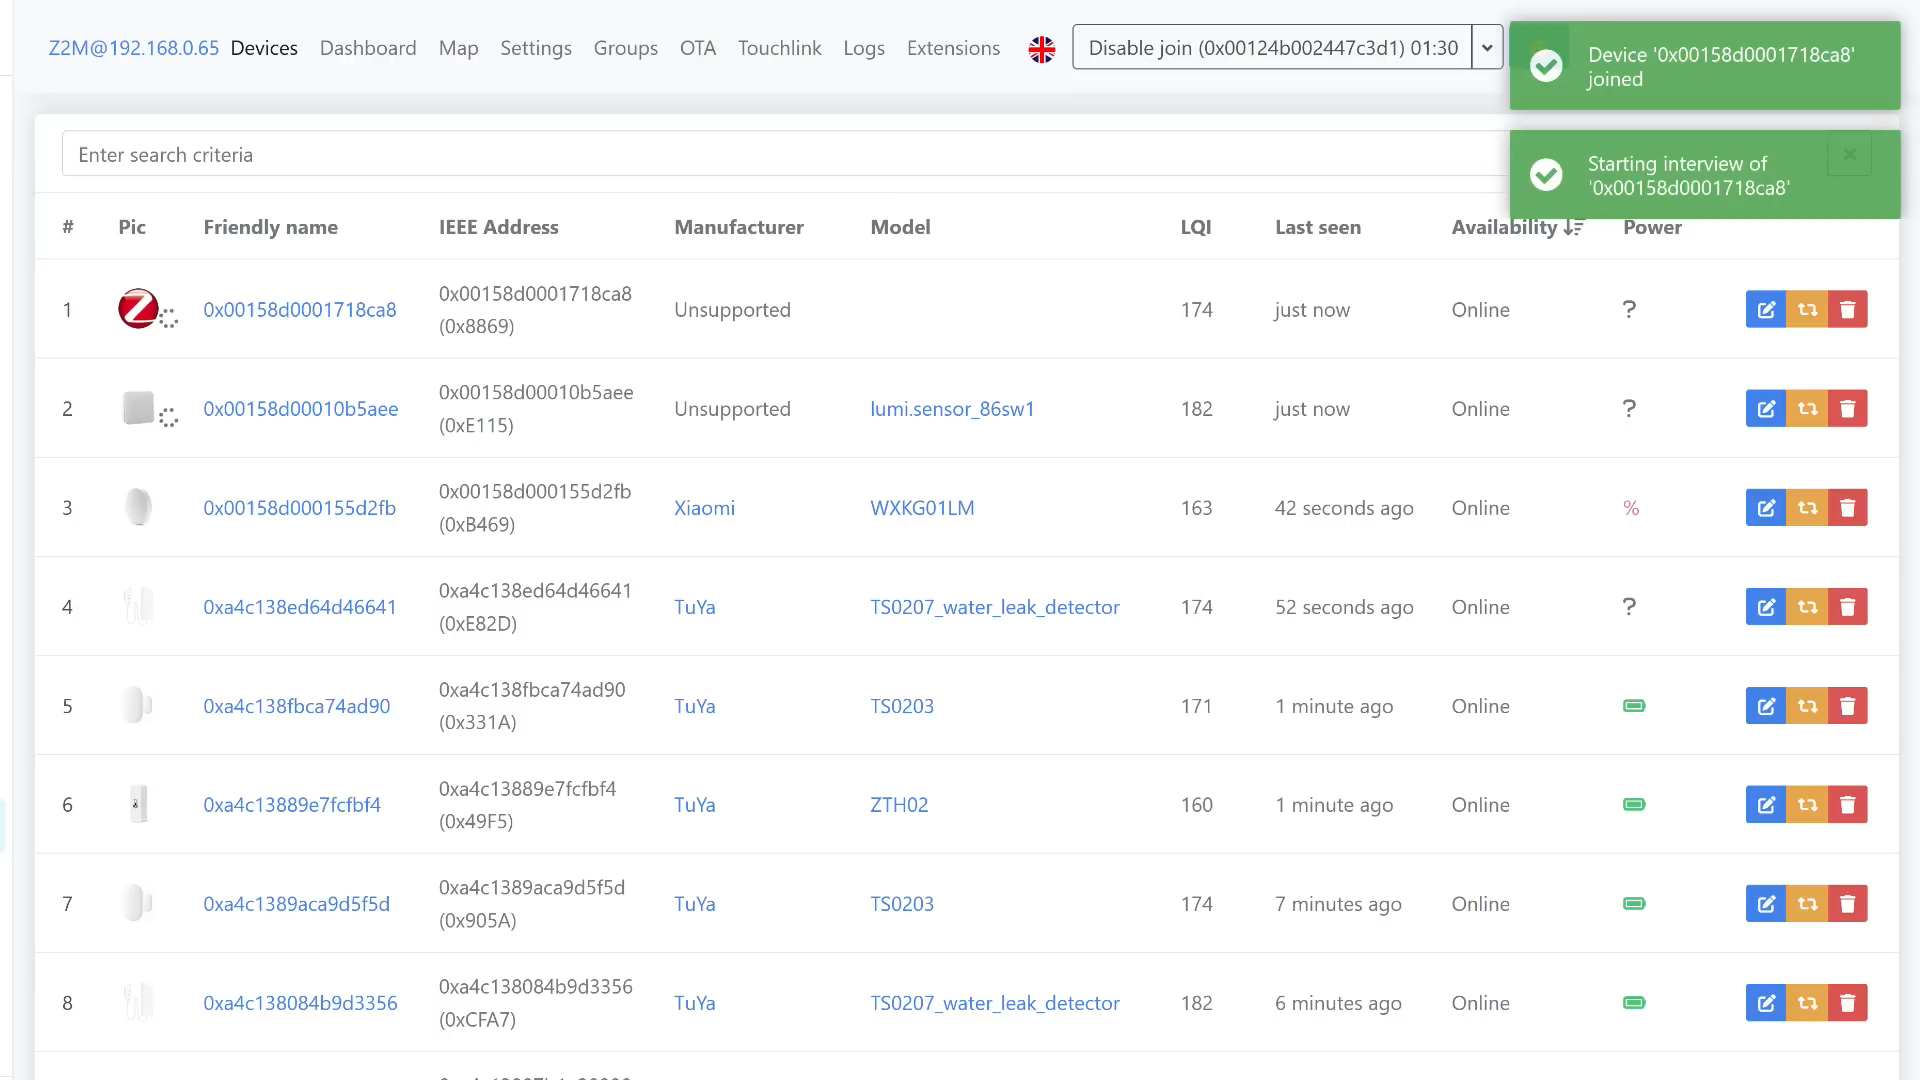 Z2M@192.168.0.65 Devices Dashboard Map Settings Groups OTA Touchlink Logs Extensions Disable join (0x00124b002447c3d1) 01:30
Device '0x00158d0001718ca8'
joined
Enter search criteria
Starting interview of
'0x00158d0001718ca8'
# Pic Friendly name IEEE Address Manufacturer Model LQI Last seen Availability Power
1 0x00158d0001718ca8 0x00158d0001718ca8 Unsupported 174 just now Online ?
(0x8869)
2 0x00158d00010b5aee 0x00158d00010b5aee Unsupported lumi.sensor_86sw1 182 just now Online ?
(0xE115)
3 0x00158d000155d2fb 0x00158d000155d2fb Xiaomi WXKG01LM 163 42 seconds ago Online %
(0xB469)
4 0xa4c138ed64d46641 0xa4c138ed64d46641 TuYa TS0207_water_leak_detector 174 52 seconds ago Online ?
(0xE82D)
5 0xa4c138fbca74ad90 0xa4c138fbca74ad90 TuYa TS0203 171 1 minute ago Online
(0x331A)
6 0xa4c13889e7fcfbf4 0xa4c13889e7fcfbf4 TuYa ZTH02 160 1 minute ago Online
(0x49F5)
7 0xa4c1389aca9d5f5d 0xa4c1389aca9d5f5d TuYa TS0203 174 7 minutes ago Online
(0x905A)
8 0xa4c138084b9d3356 0xa4c138084b9d3356 TuYa TS0207_water_leak_detector 182 6 minutes ago Online
(0xCFA7)